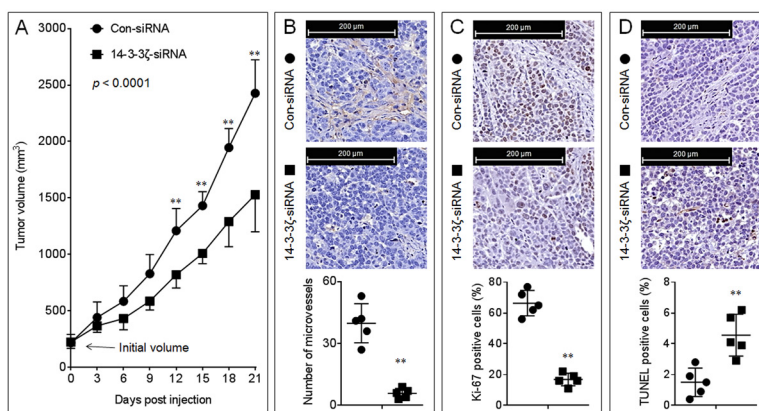 A
Con-siRNA
14-3-3ζ-siRNA
p < 0.0001
3000
2500
2000
1500
1000
500
0
Tumor volume (mm³)
**
**
**
**
Initial volume
0 3 6 9 12 15 18 21
Days post injection
B
200 µm
Con-siRNA
200 µm
14-3-3ζ-siRNA
60
30
0
Number of microvessels
**
C
200 µm
Con-siRNA
200 µm
14-3-3ζ-siRNA
80
60
40
20
0
Ki-67 positive cells (%)
**
D
200 µm
Con-siRNA
200 µm
14-3-3ζ-siRNA
8
6
4
2
0
TUNEL positive cells (%)
**